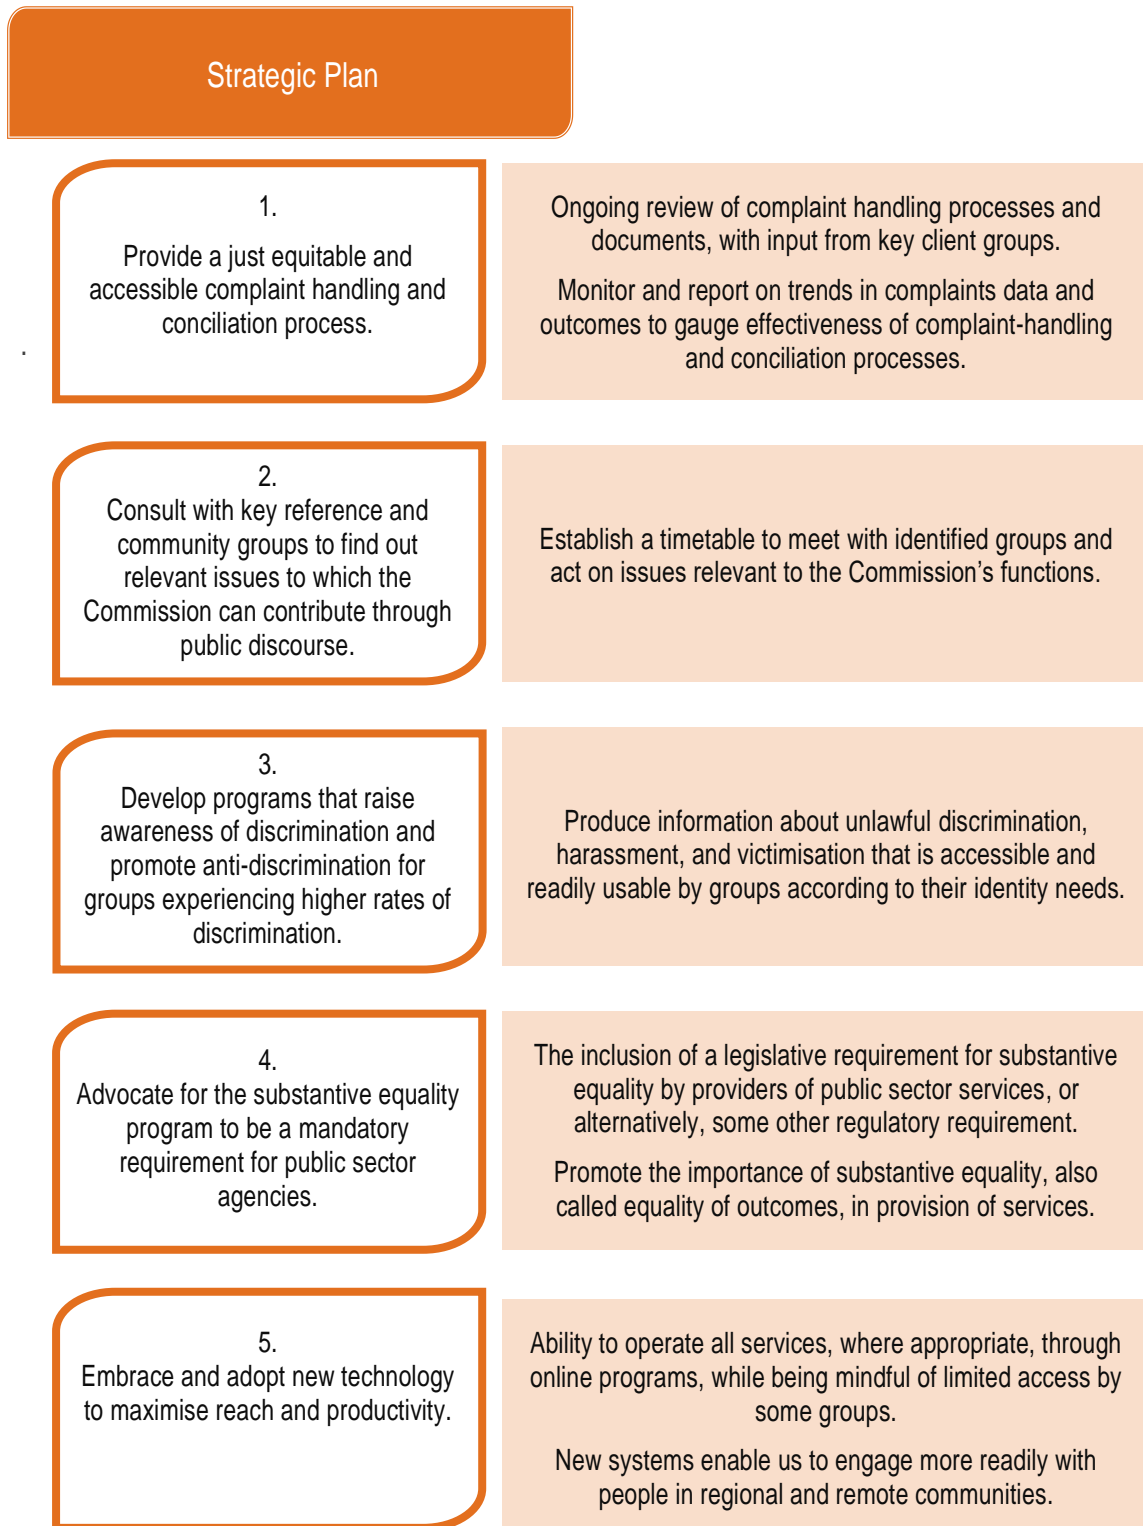 Strategic Plan
1.
Provide a just equitable and
accessible complaint handling and
conciliation process.
.
Ongoing review of complaint handling processes and
documents, with input from key client groups.
Monitor and report on trends in complaints data and
outcomes to gauge effectiveness of complaint-handling
and conciliation processes.
2.
Consult with key reference and
community groups to find out
relevant issues to which the
Commission can contribute through
public discourse.
Establish a timetable to meet with identified groups and
act on issues relevant to the Commission’s functions.
3.
Develop programs that raise
awareness of discrimination and
promote anti-discrimination for
groups experiencing higher rates of
discrimination.
Produce information about unlawful discrimination,
harassment, and victimisation that is accessible and
readily usable by groups according to their identity needs.
4.
Advocate for the substantive equality
program to be a mandatory
requirement for public sector
agencies.
The inclusion of a legislative requirement for substantive
equality by providers of public sector services, or
alternatively, some other regulatory requirement.
Promote the importance of substantive equality, also
called equality of outcomes, in provision of services.
5.
Embrace and adopt new technology
to maximise reach and productivity.
Ability to operate all services, where appropriate, through
online programs, while being mindful of limited access by
some groups.
New systems enable us to engage more readily with
people in regional and remote communities.